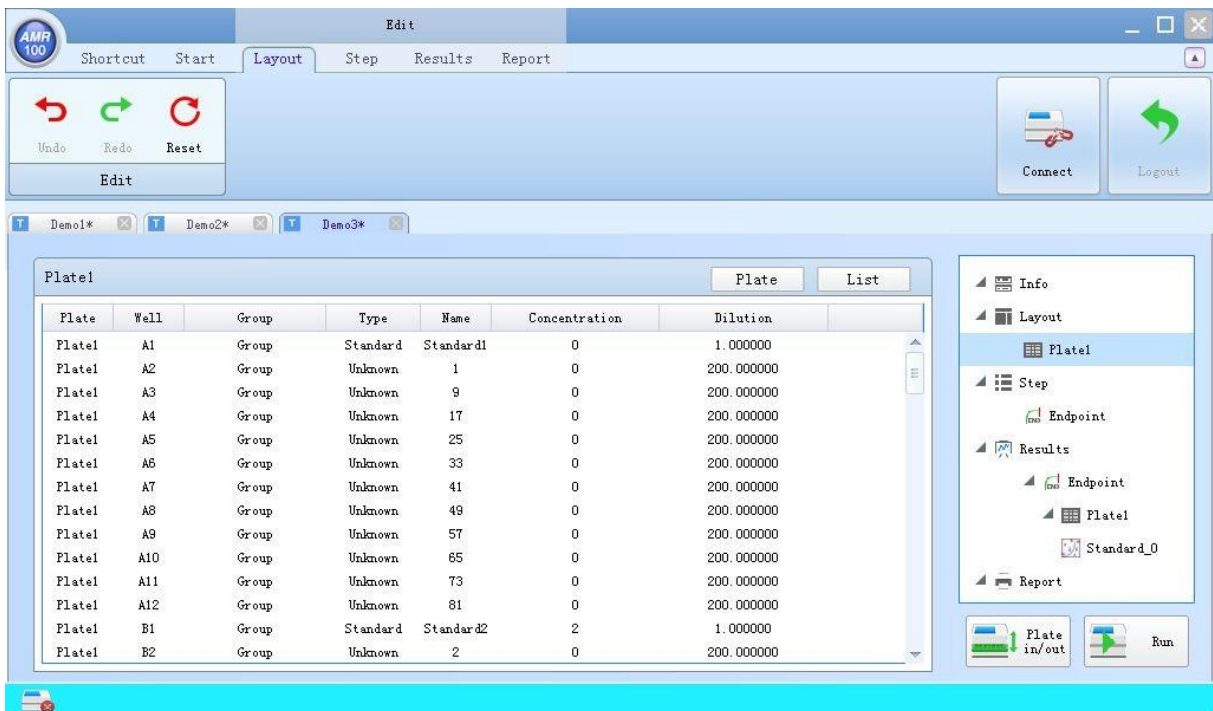 Edit
AMR
100
Shortcut Start Layout Step Results Report
Undo Redo Reset
Edit
Connect Logout
T Demo1* T Demo2* T Demo3*
Plate1 Plate List
Plate Well Group Type Name Concentration Dilution
Plate1 A1 Group Standard Standard1 0 1.000000
Plate1 A2 Group Unknown 1 0 200.000000
Plate1 A3 Group Unknown 9 0 200.000000
Plate1 A4 Group Unknown 17 0 200.000000
Plate1 A5 Group Unknown 25 0 200.000000
Plate1 A6 Group Unknown 33 0 200.000000
Plate1 A7 Group Unknown 41 0 200.000000
Plate1 A8 Group Unknown 49 0 200.000000
Plate1 A9 Group Unknown 57 0 200.000000
Plate1 A10 Group Unknown 65 0 200.000000
Plate1 A11 Group Unknown 73 0 200.000000
Plate1 A12 Group Unknown 81 0 200.000000
Plate1 B1 Group Standard Standard2 2 1.000000
Plate1 B2 Group Unknown 2 0 200.000000
Info
Layout
Plate1
Step
END Endpoint
Results
END Endpoint
Plate1
Standard_0
Report
Plate
in/out
Run